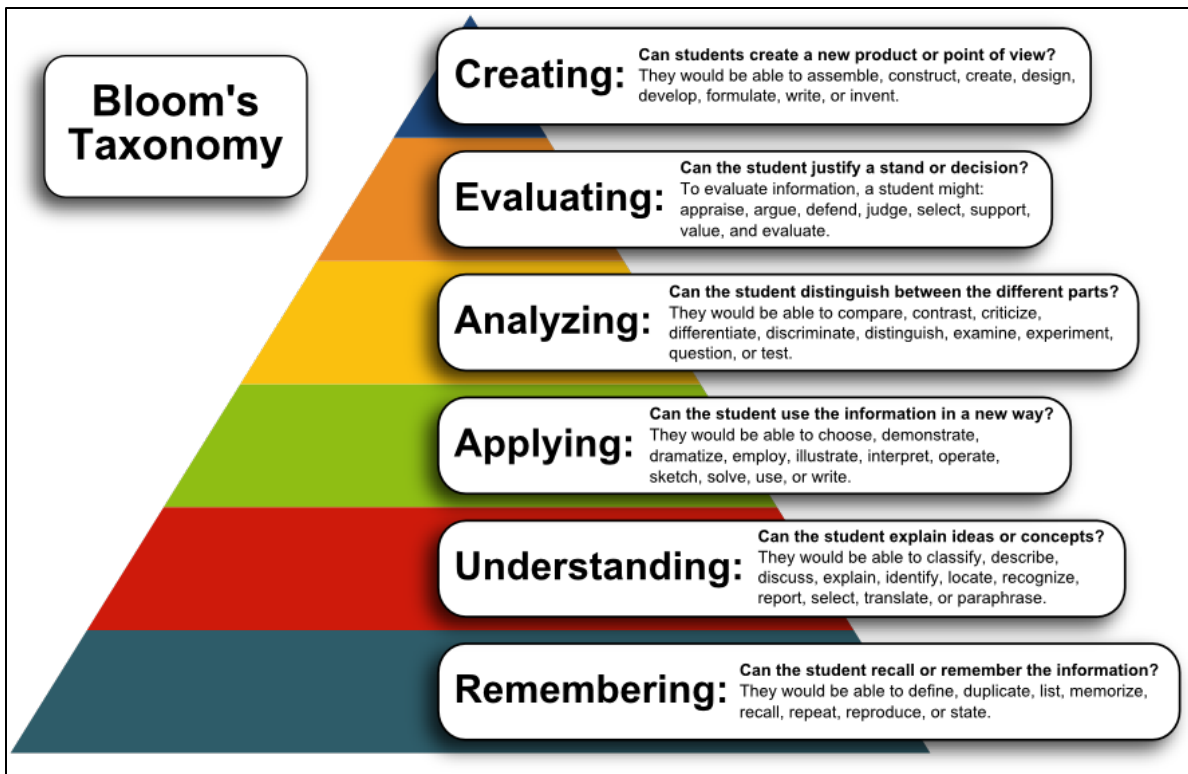 Bloom's
Taxonomy
Creating:
Can students create a new product or point of view?
They would be able to assemble, construct, create, design,
develop, formulate, write, or invent.
Evaluating:
Can the student justify a stand or decision?
To evaluate information, a student might:
appraise, argue, defend, judge, select, support,
value, and evaluate.
Analyzing:
Can the student distinguish between the different parts?
They would be able to compare, contrast, criticize,
differentiate, discriminate, distinguish, examine, experiment,
question, or test.
Applying:
Can the student use the information in a new way?
They would be able to choose, demonstrate,
dramatize, employ, illustrate, interpret, operate,
sketch, solve, use, or write.
Understanding:
Can the student explain ideas or concepts?
They would be able to classify, describe,
discuss, explain, identify, locate, recognize,
report, select, translate, or paraphrase.
Remembering:
Can the student recall or remember the information?
They would be able to define, duplicate, list, memorize,
recall, repeat, reproduce, or state.